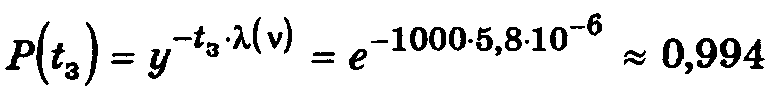 P(t₃) = y^{-t₃·λ(ν)} = e^{-1000·5,8·10^{-6}} ≈ 0,994